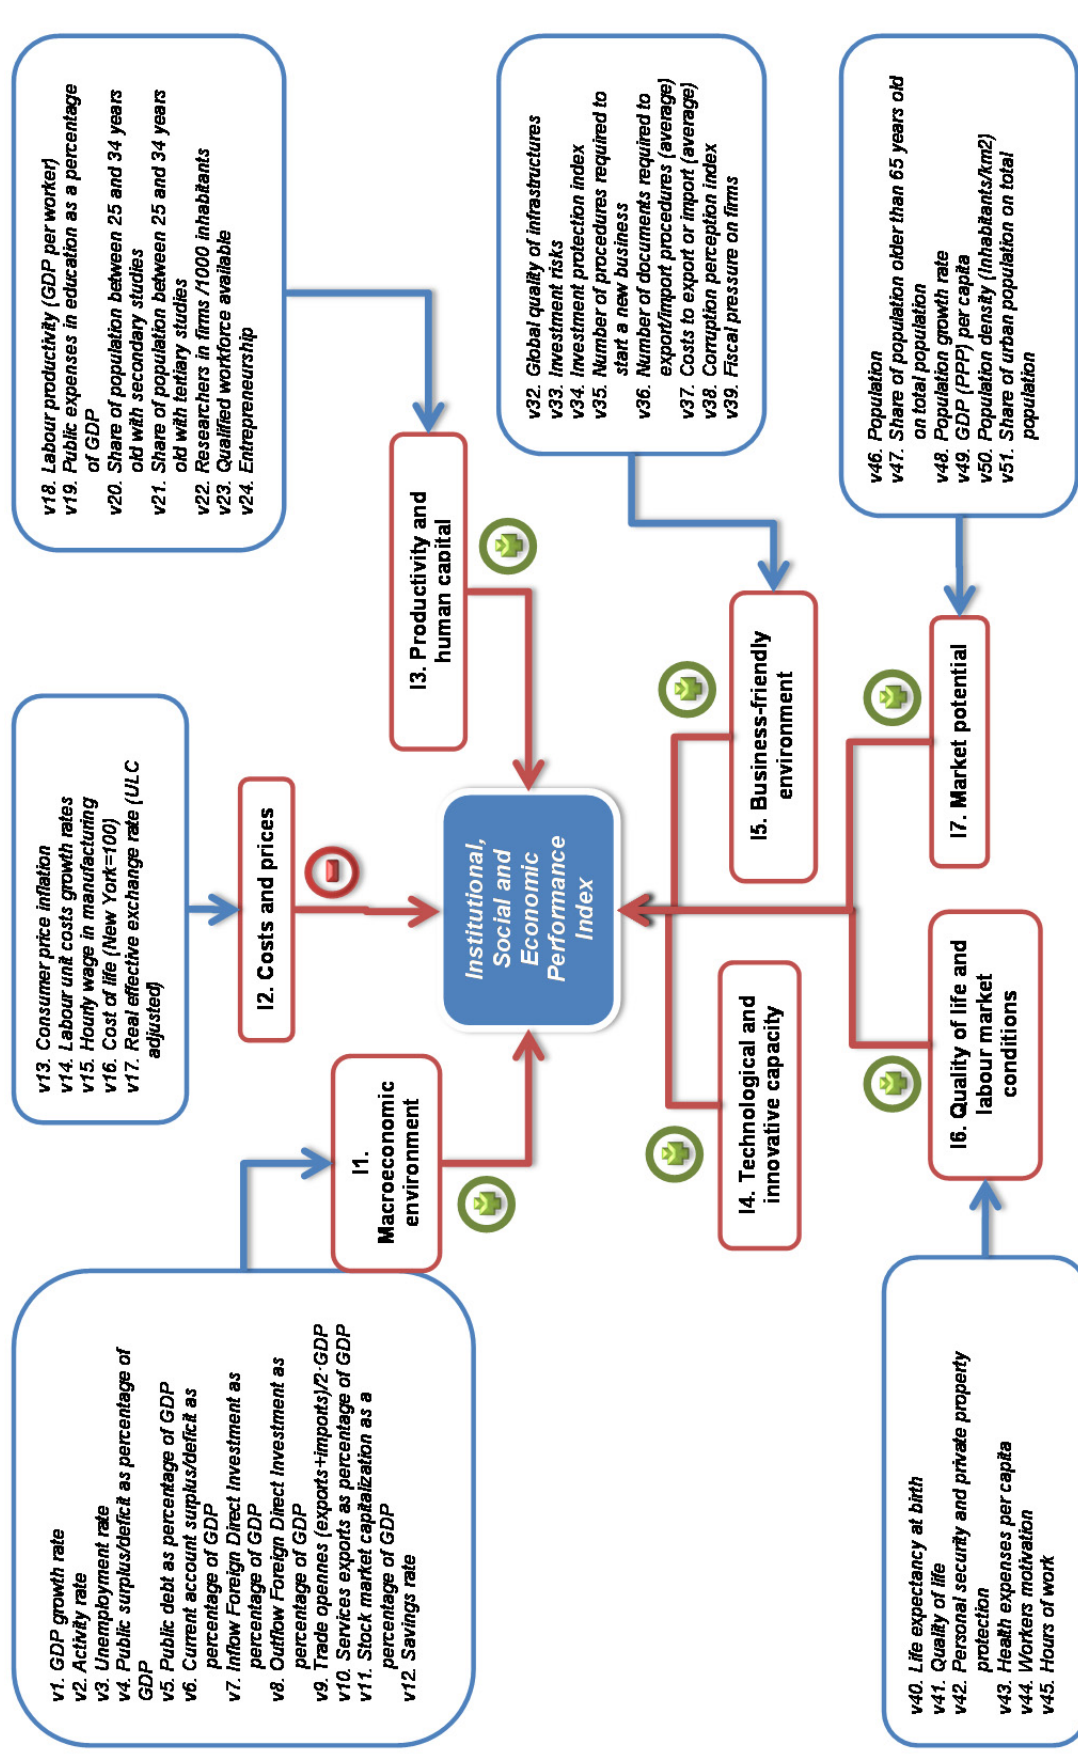 v1. GDP growth rate
v2. Activity rate
v3. Unemployment rate
v4. Public surplus/deficit as percentage of
GDP
v5. Public debt as percentage of GDP
v6. Current account surplus/deficit as
percentage of GDP
v7. Inflow Foreign Direct Investment as
percentage of GDP
v8. Outflow Foreign Direct Investment as
percentage of GDP
v9. Trade opennes (exports+imports)/2·GDP
v10. Services exports as percentage of GDP
v11. Stock market capitalization as a
percentage of GDP
v12. Savings rate
v13. Consumer price inflation
v14. Labour unit costs growth rates
v15. Hourly wage in manufacturing
v16. Cost of life (New York=100)
v17. Real effective exchange rate (ULC
adjusted)
v18. Labour productivity (GDP per worker)
v19. Public expenses in education as a percentage
of GDP
v20. Share of population between 25 and 34 years
old with secondary studies
v21. Share of population between 25 and 34 years
old with tertiary studies
v22. Researchers in firms /1000 inhabitants
v23. Qualified workforce available
v24. Entrepreneurship
I1.
Macroeconomic
environment
I2. Costs and prices
I3. Productivity and
human capital
Institutional,
Social and
Economic
Performance
Index
I4. Technological and
innovative capacity
I5. Business-friendly
environment
v32. Global quality of infrastructures
v33. Investment risks
v34. Investment protection index
v35. Number of procedures required to
start a new business
v36. Number of documents required to
export/import procedures (average)
v37. Costs to export or import (average)
v38. Corruption perception index
v39. Fiscal pressure on firms
I6. Quality of life and
labour market
conditions
I7. Market potential
v40. Life expectancy at birth
v41. Quality of life
v42. Personal security and private property
protection
v43. Health expenses per capita
v44. Workers motivation
v45. Hours of work
v46. Population
v47. Share of population older than 65 years old
on total population
v48. Population growth rate
v49. GDP (PPP) per capita
v50. Population density (Inhabitants/km2)
v51. Share of urban population on total
population